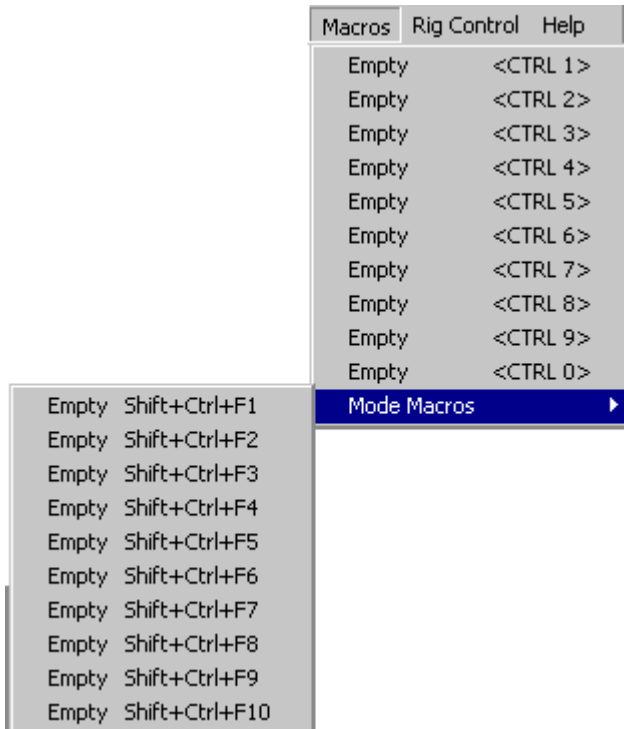 Macros Rig Control Help
Empty <CTRL 1>
Empty <CTRL 2>
Empty <CTRL 3>
Empty <CTRL 4>
Empty <CTRL 5>
Empty <CTRL 6>
Empty <CTRL 7>
Empty <CTRL 8>
Empty <CTRL 9>
Empty <CTRL 0>
Mode Macros
Empty Shift+Ctrl+F1
Empty Shift+Ctrl+F2
Empty Shift+Ctrl+F3
Empty Shift+Ctrl+F4
Empty Shift+Ctrl+F5
Empty Shift+Ctrl+F6
Empty Shift+Ctrl+F7
Empty Shift+Ctrl+F8
Empty Shift+Ctrl+F9
Empty Shift+Ctrl+F10